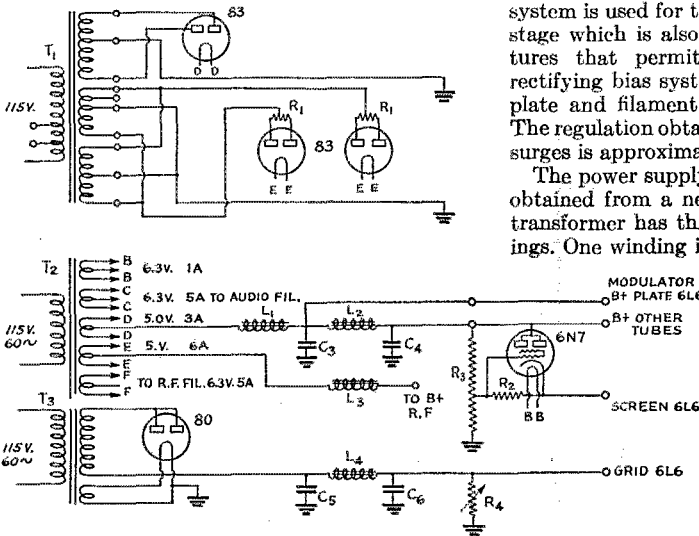 83
T1
D D
115V.
R1
R1
83
E E
E E
system is used for t
stage which is also
tures that permit
rectifying bias syst
plate and filament
The regulation obta
surges is approxima
The power supply
obtained from a ne
transformer has th
ings. One winding i
T2
B
6.3V. 1A
B
B
C
6.3V. 5A TO AUDIO FIL.
C
C
D
5.0V. 3A
D
E
5.V. 6A
E
F
TO R.F. FIL. 6.3V. 5A
F
115V.
60~
L1
L2
C3
C4
L3
TO B+
R.F
R3
R2
6N7
B B
MODULATOR
B+ PLATE 6L6
B+ OTHER
TUBES
SCREEN 6L6
T3
115V.
60~
80
L4
C5
C6
R4
GRID 6L6